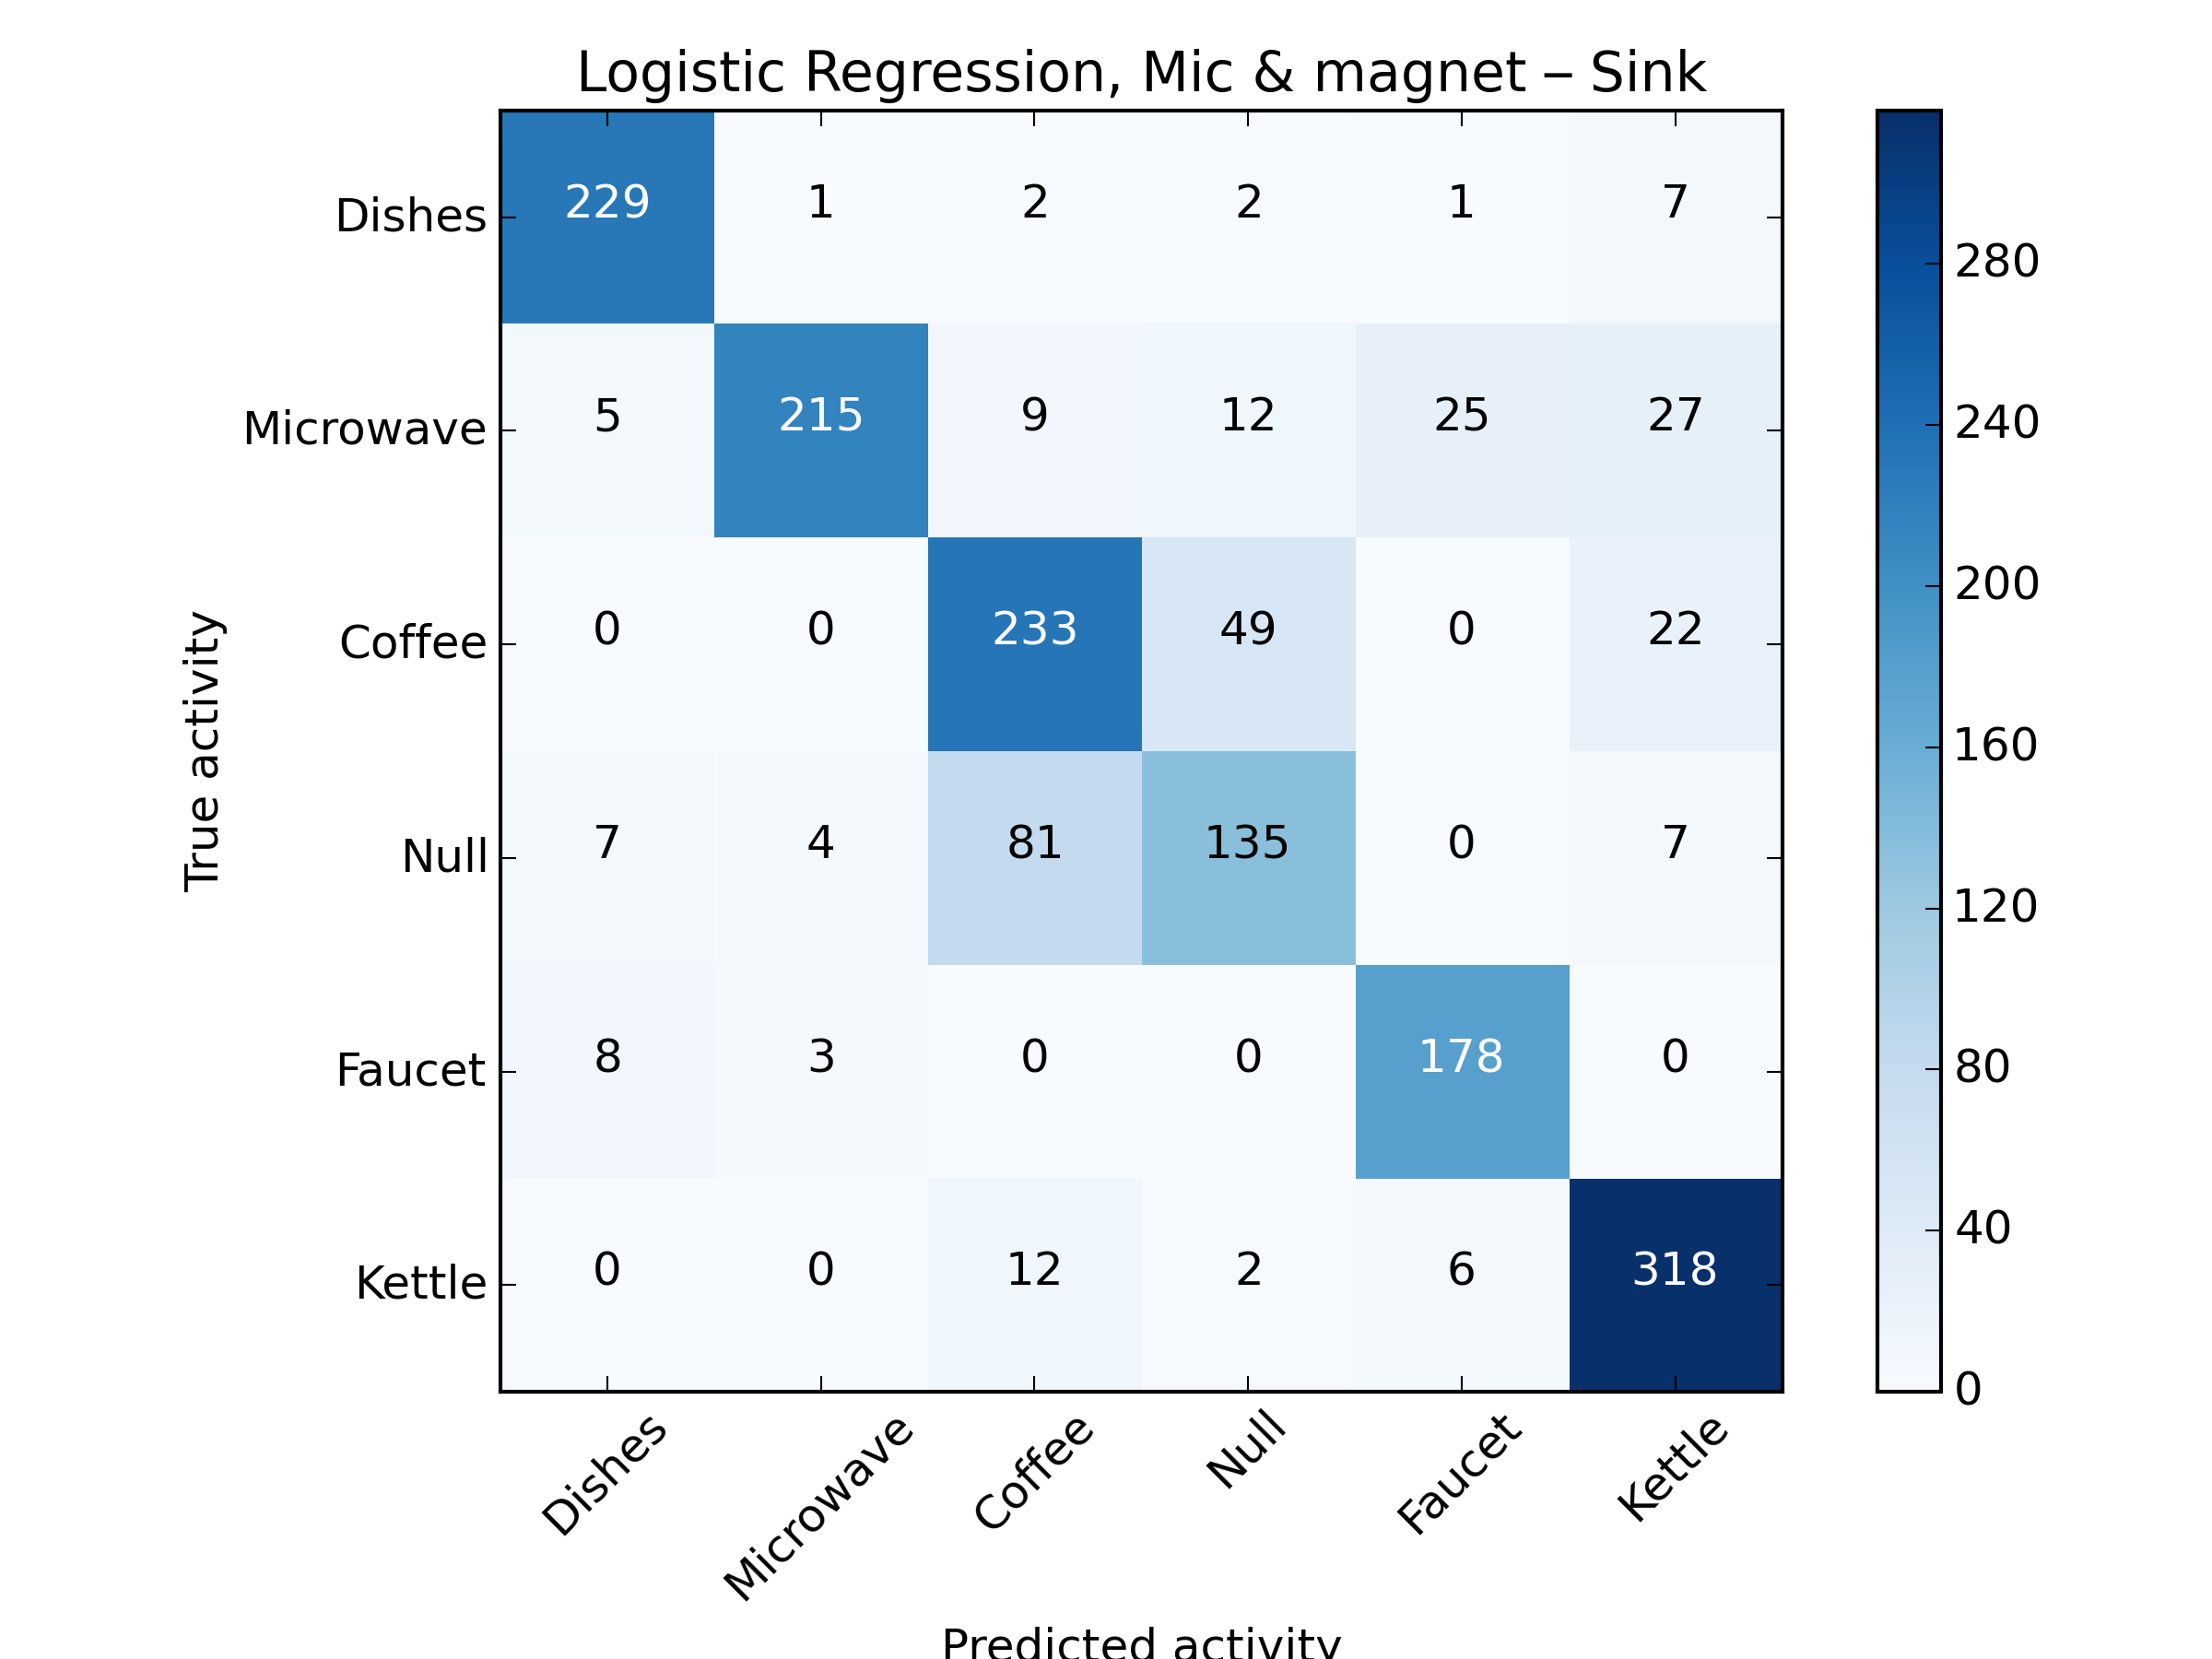 Logistic Regression, Mic & magnet – Sink
Dishes 229 1 2 2 1 7
280
Microwave 5 215 9 12 25 27
240
200
Coffee 0 0 233 49 0 22
160
True activity
Null 7 4 81 135 0 7
120
Faucet 8 3 0 0 178 0
80
40
Kettle 0 0 12 2 6 318
0
Dishes Microwave Coffee Null Faucet Kettle
Predicted activity